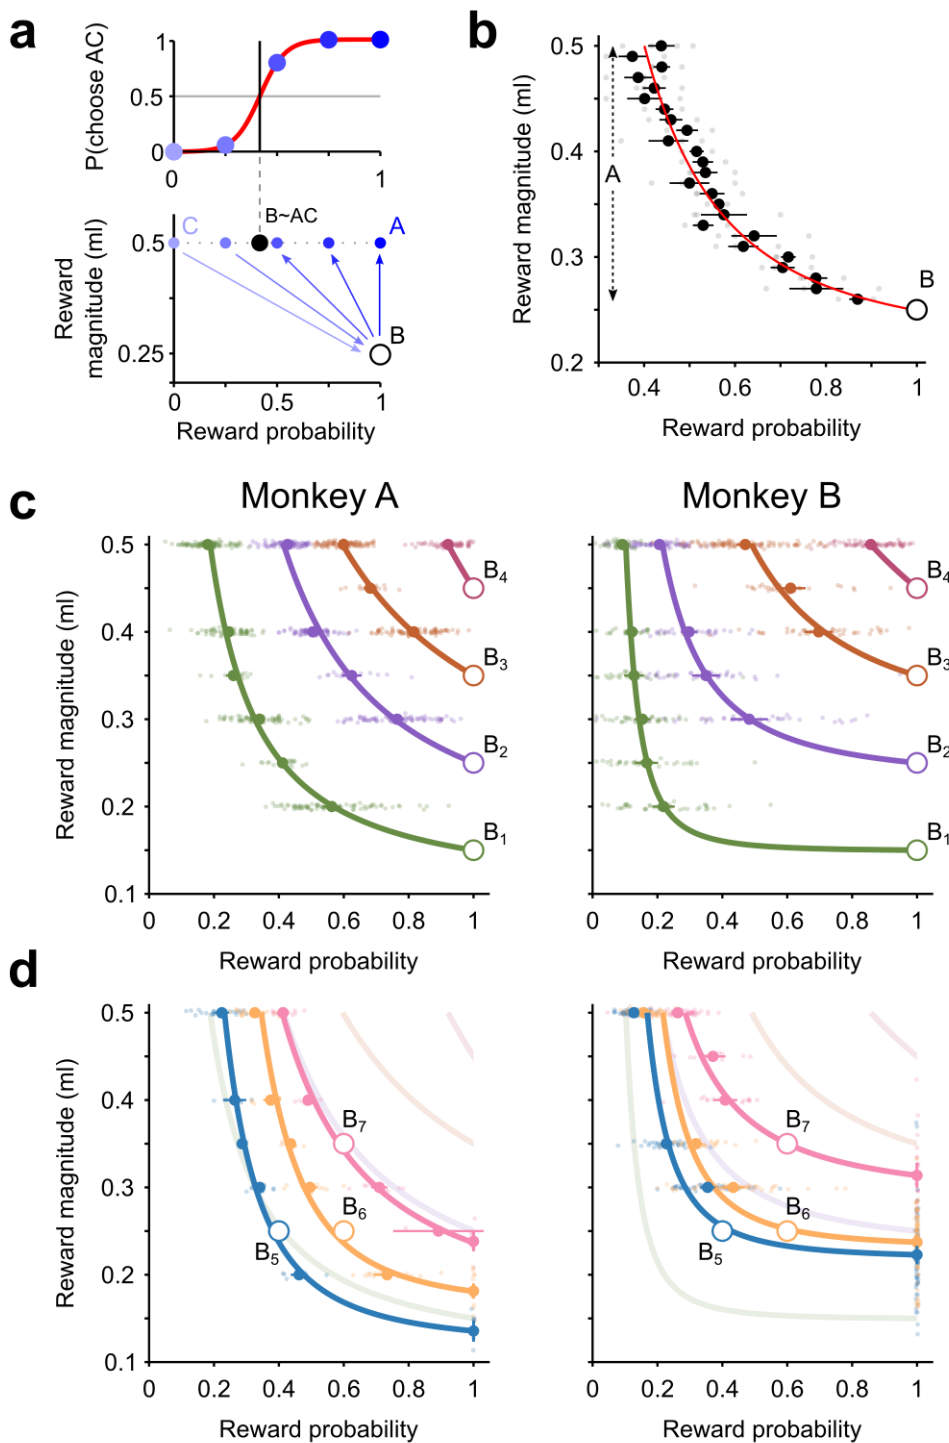 a
P(choose AC)
1
0.5
0
0
1
B~AC
Reward
magnitude (ml)
C
A
0.5
B
0.25
0
0.5
1
Reward probability
b
Reward magnitude (ml)
0.5
0.4
A
0.3
B
0.2
0.4
0.6
0.8
1
Reward probability
c
Monkey A
Reward magnitude (ml)
0.5
B4
0.4
B3
0.3
B2
0.2
B1
0.1
0
0.2
0.4
0.6
0.8
1
Reward probability
Monkey B
B4
B3
B2
B1
0
0.2
0.4
0.6
0.8
1
Reward probability
d
Reward magnitude (ml)
0.5
0.4
B7
0.3
B6
B5
0.2
0.1
0
0.2
0.4
0.6
0.8
1
Reward probability
B7
B6
B5
0
0.2
0.4
0.6
0.8
1
Reward probability